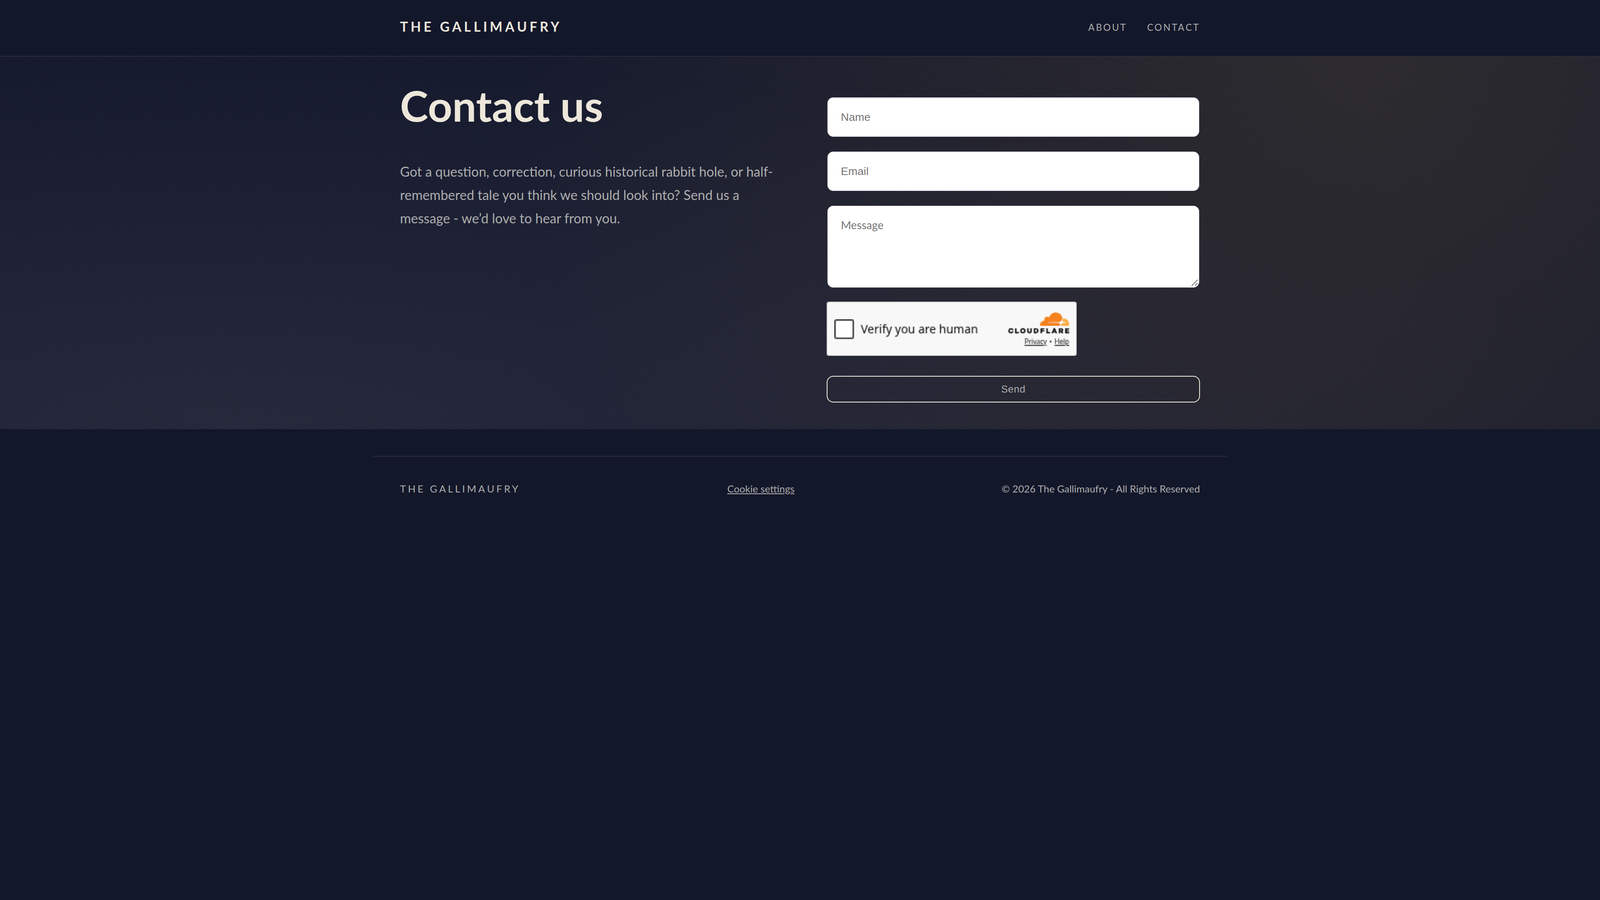 THE GALLIMAUFRY
ABOUT CONTACT
Contact us
Got a question, correction, curious historical rabbit hole, or half-
remembered tale you think we should look into? Send us a
message - we'd love to hear from you.
Name
Email
Message
Verify you are human
CLOUDFLARE
Privacy • Help
Send
THE GALLIMAUFRY
Cookie settings
© 2026 The Gallimaufry - All Rights Reserved